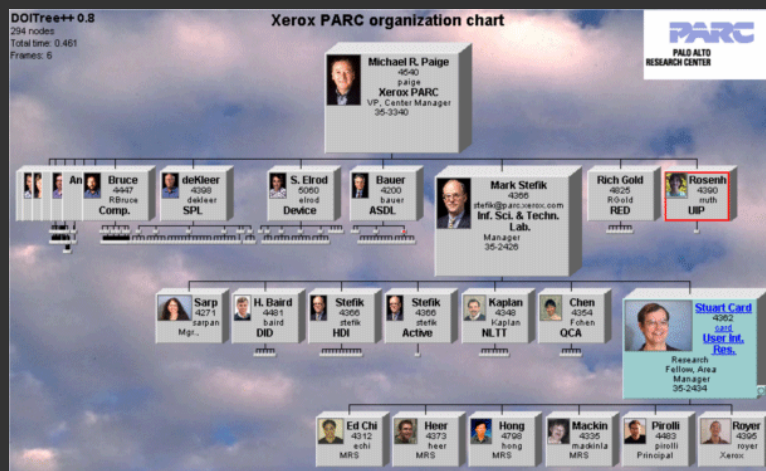 DOITree++ 0.8
294 nodes
Total time: 0.461
Frames: 6
Xerox PARC organization chart
PARC
PALO ALTO
RESEARCH CENTER
Michael R. Paige
4640
paige
Xerox PARC
VP, Center Manager
35-3340
An
Bruce
4447
RBruce
Comp.
deKleer
4398
dekleer
SPL
S. Elrod
5060
elrod
Device
Bauer
4200
bauer
ASDL
Mark Stefik
4366
stefik@parc.xerox.com
Inf. Sci. & Techn.
Lab.
Manager
35-2426
Rich Gold
4825
RGold
RED
Rosenh
4390
ruth
UIP
Sarp
4271
sarpan
Mgr.,
H. Baird
4481
baird
DID
Stefik
4366
stefik
HDI
Stefik
4366
stefik
Active
Kaplan
4348
Kaplan
NLTT
Chen
4354
Fchen
QCA
Stuart Card
4362
card
User Int.
Res.
Research
Fellow, Area
Manager
35-2434
Ed Chi
4312
echi
MRS
Heer
4373
heer
MRS
Hong
4798
hong
MRS
Mackin
4335
mackinla
MRS
Pirolli
4483
pirolli
Principal
Royer
4395
royer
Xerox